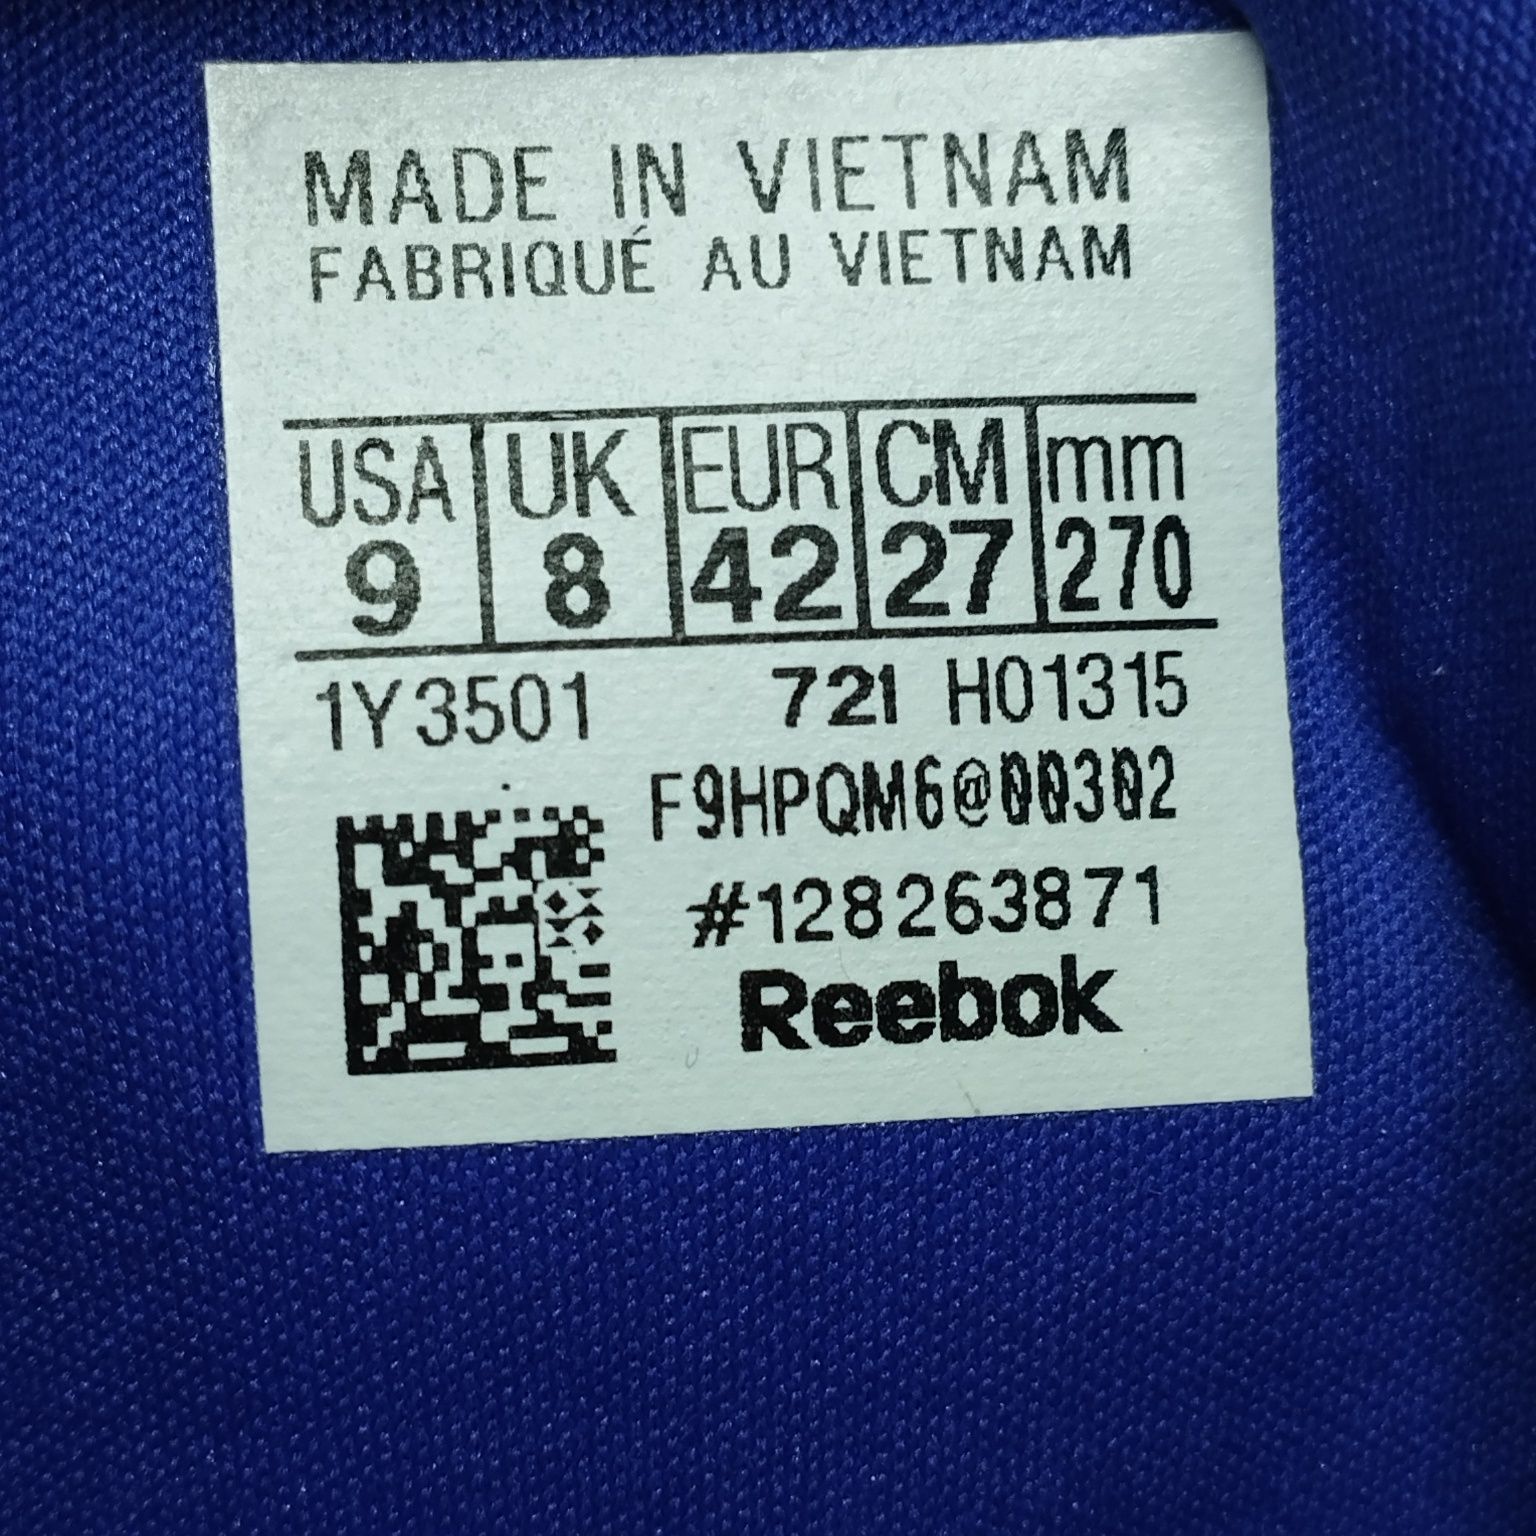 MADE IN VIETNAM
FABRIQUÉ AU VIETNAM
USA UK EUR CM mm
9 8 42 27 270
1Y3501 721 H01315
F9HPQM6@00302
#128263871
Reebok